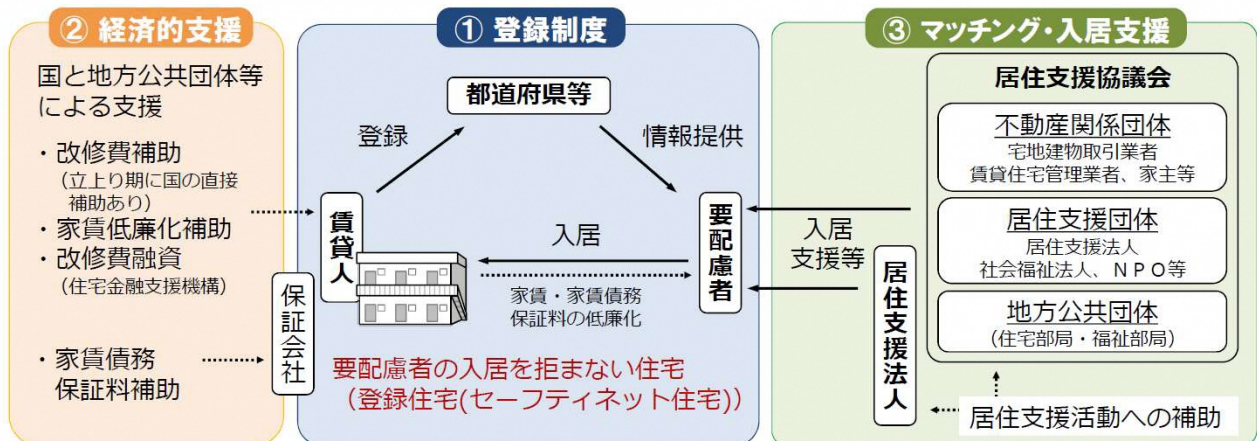 ② 経済的支援
国と地方公共団体等
による支援
・改修費補助
(立上り期に国の直接
補助あり)
・家賃低廉化補助
・改修費融資
(住宅金融支援機構)
・家賃債務
保証料補助
保証会社
① 登録制度
都道府県等
登録
情報提供
賃貸人
要配慮者
入居
家賃・家賃債務
保証料の低廉化
要配慮者の入居を拒まない住宅
(登録住宅(セーフティネット住宅))
③ マッチング・入居支援
居住支援協議会
不動産関係団体
宅地建物取引業者
賃貸住宅管理業者、家主等
居住支援団体
居住支援法人
社会福祉法人、NPO等
地方公共団体
(住宅部局・福祉部局)
入居
支援等
居住支援法人
居住支援活動への補助